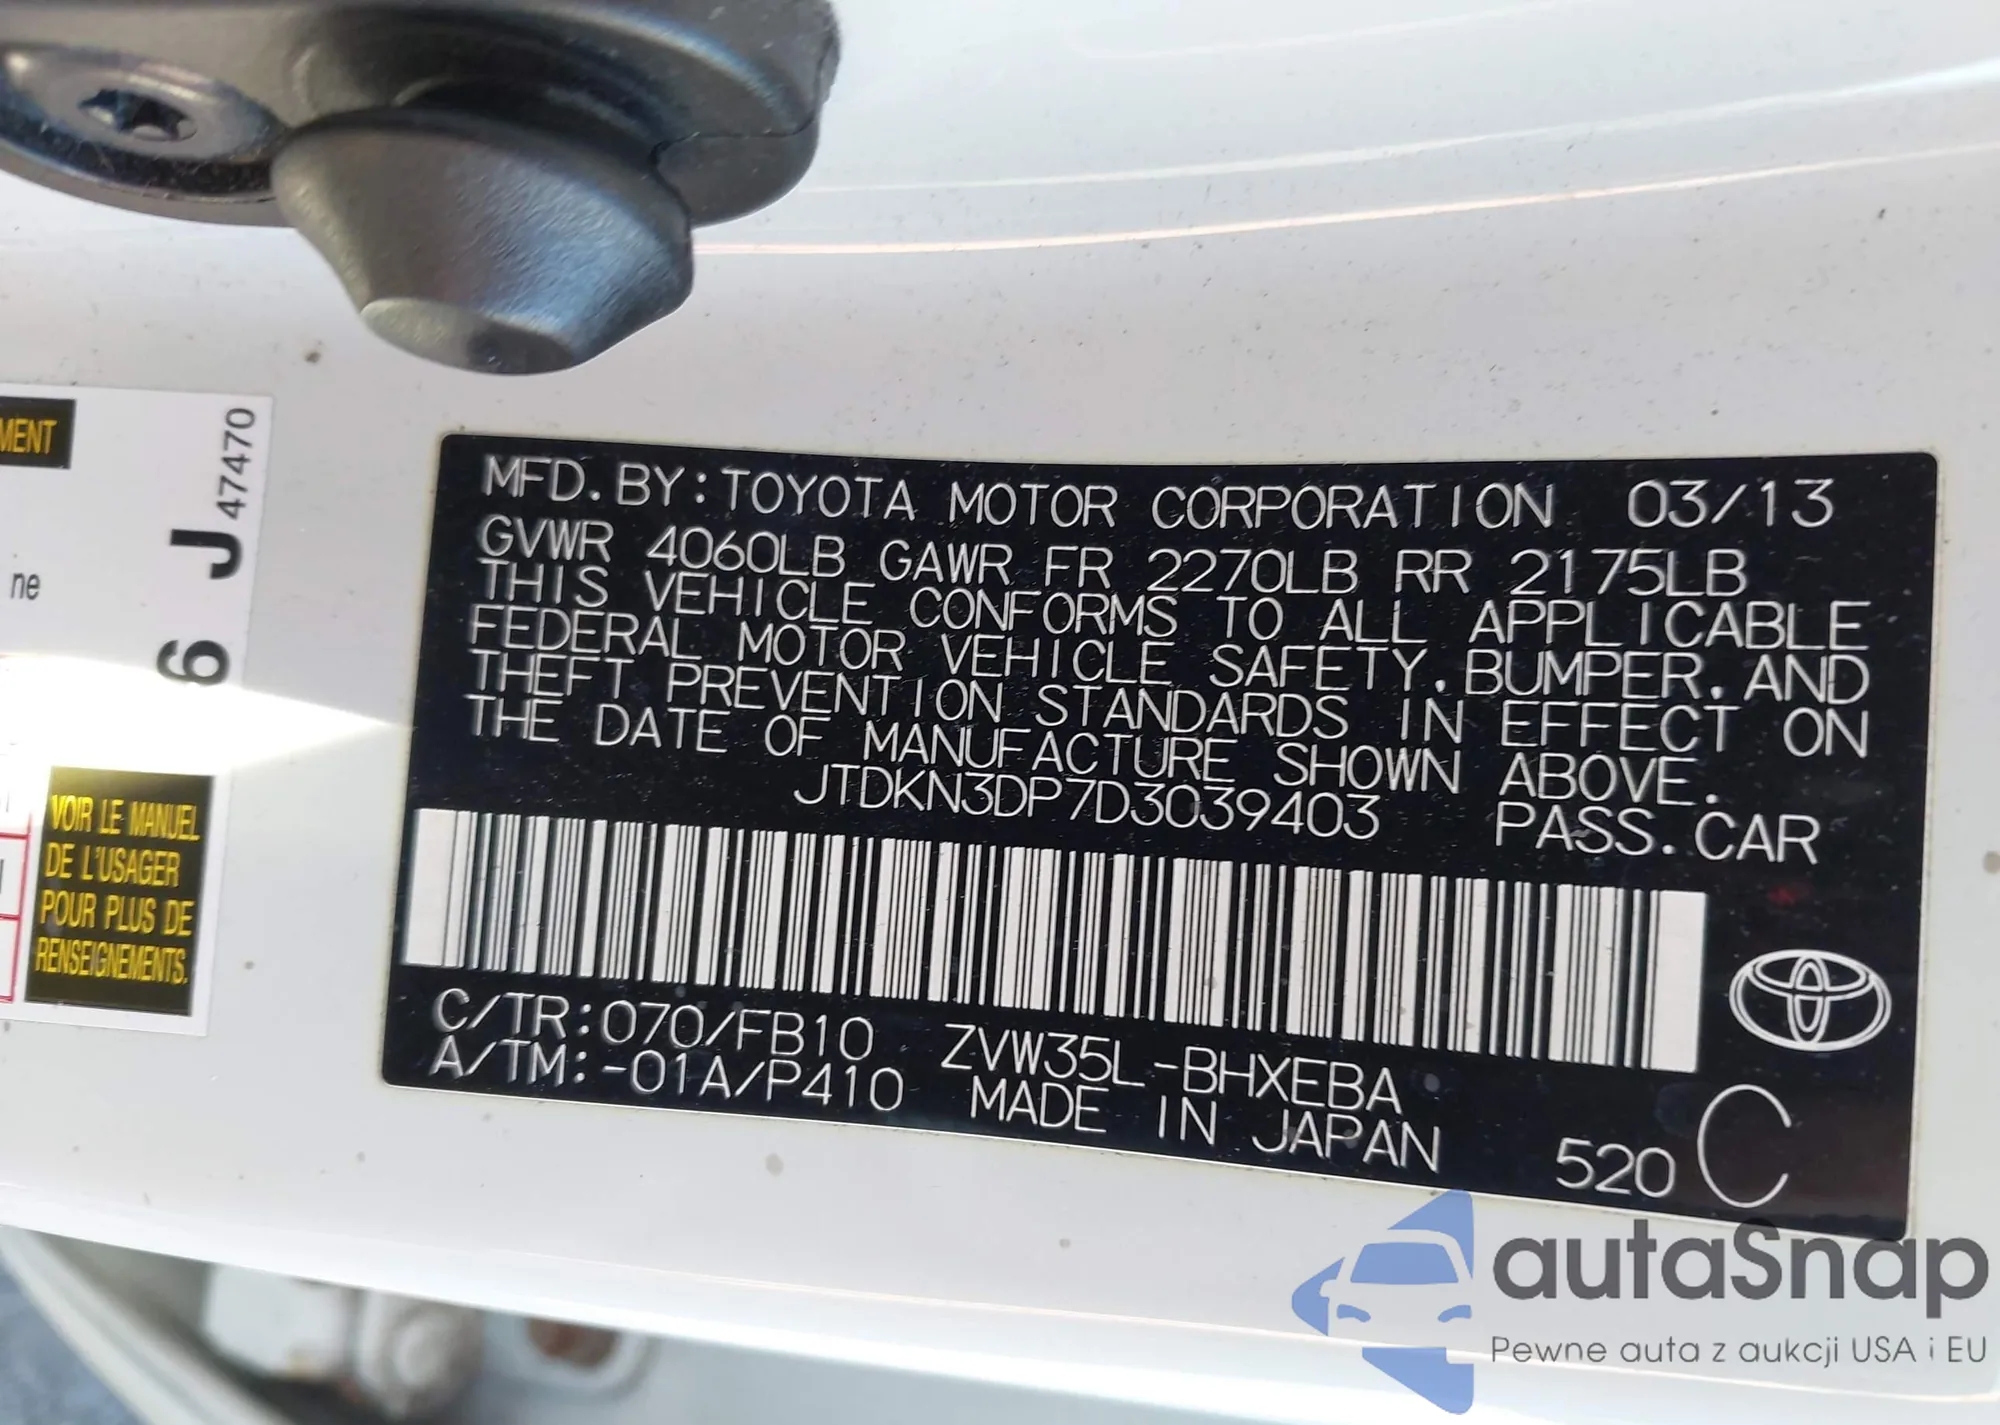 MENT
ne
6 J 47470
VOIR LE MANUEL
DE L'USAGER
POUR PLUS DE
RENSEIGNEMENTS.
MFD. BY: TOYOTA MOTOR CORPORATION 03/13
GVWR 4060LB GAWR FR 2270LB RR 2175LB
THIS VEHICLE CONFORMS TO ALL APPLICABLE
FEDERAL MOTOR VEHICLE SAFETY, BUMPER, AND
THEFT PREVENTION STANDARDS IN EFFECT ON
THE DATE OF MANUFACTURE SHOWN ABOVE.
JTDKN3DP7D3039403 PASS. CAR
C/TR: 070/FB10 ZVW35L-BHXEBA
A/TM: -01A/P410 MADE IN JAPAN
520 C
autaSnap
Pewne auta z aukcji USA i EU